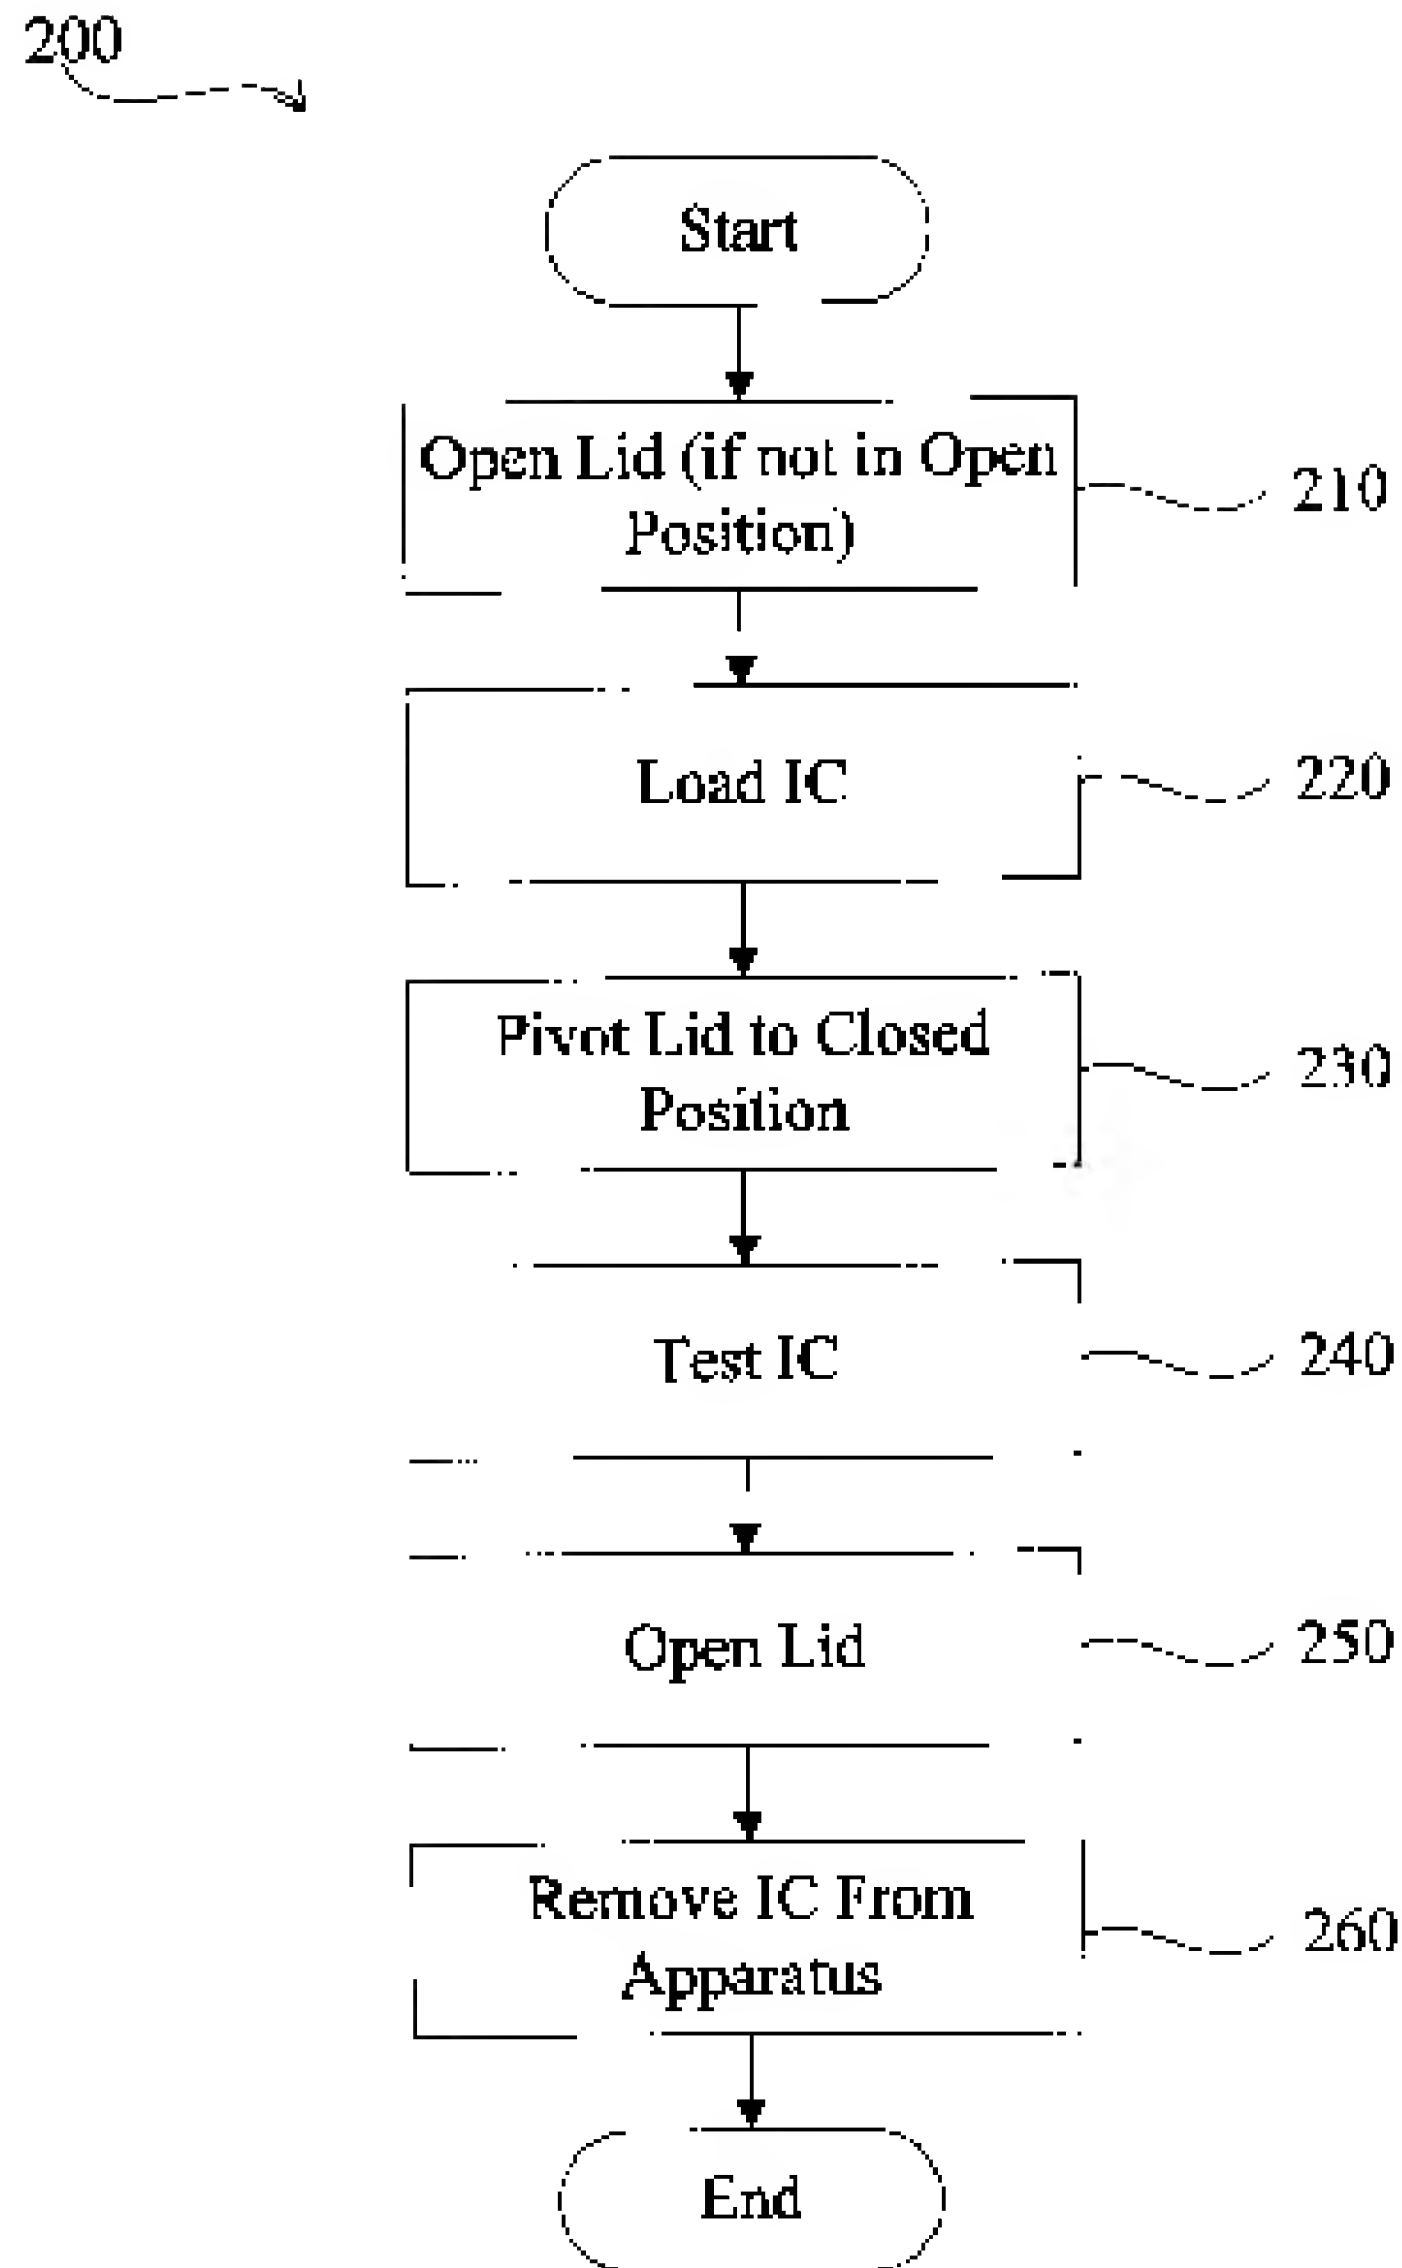 200
Start
Open Lid (if not in Open
Position)
210
Load IC
220
Pivot Lid to Closed
Position
230
Test IC
240
Open Lid
250
Remove IC From
Apparatus
260
End